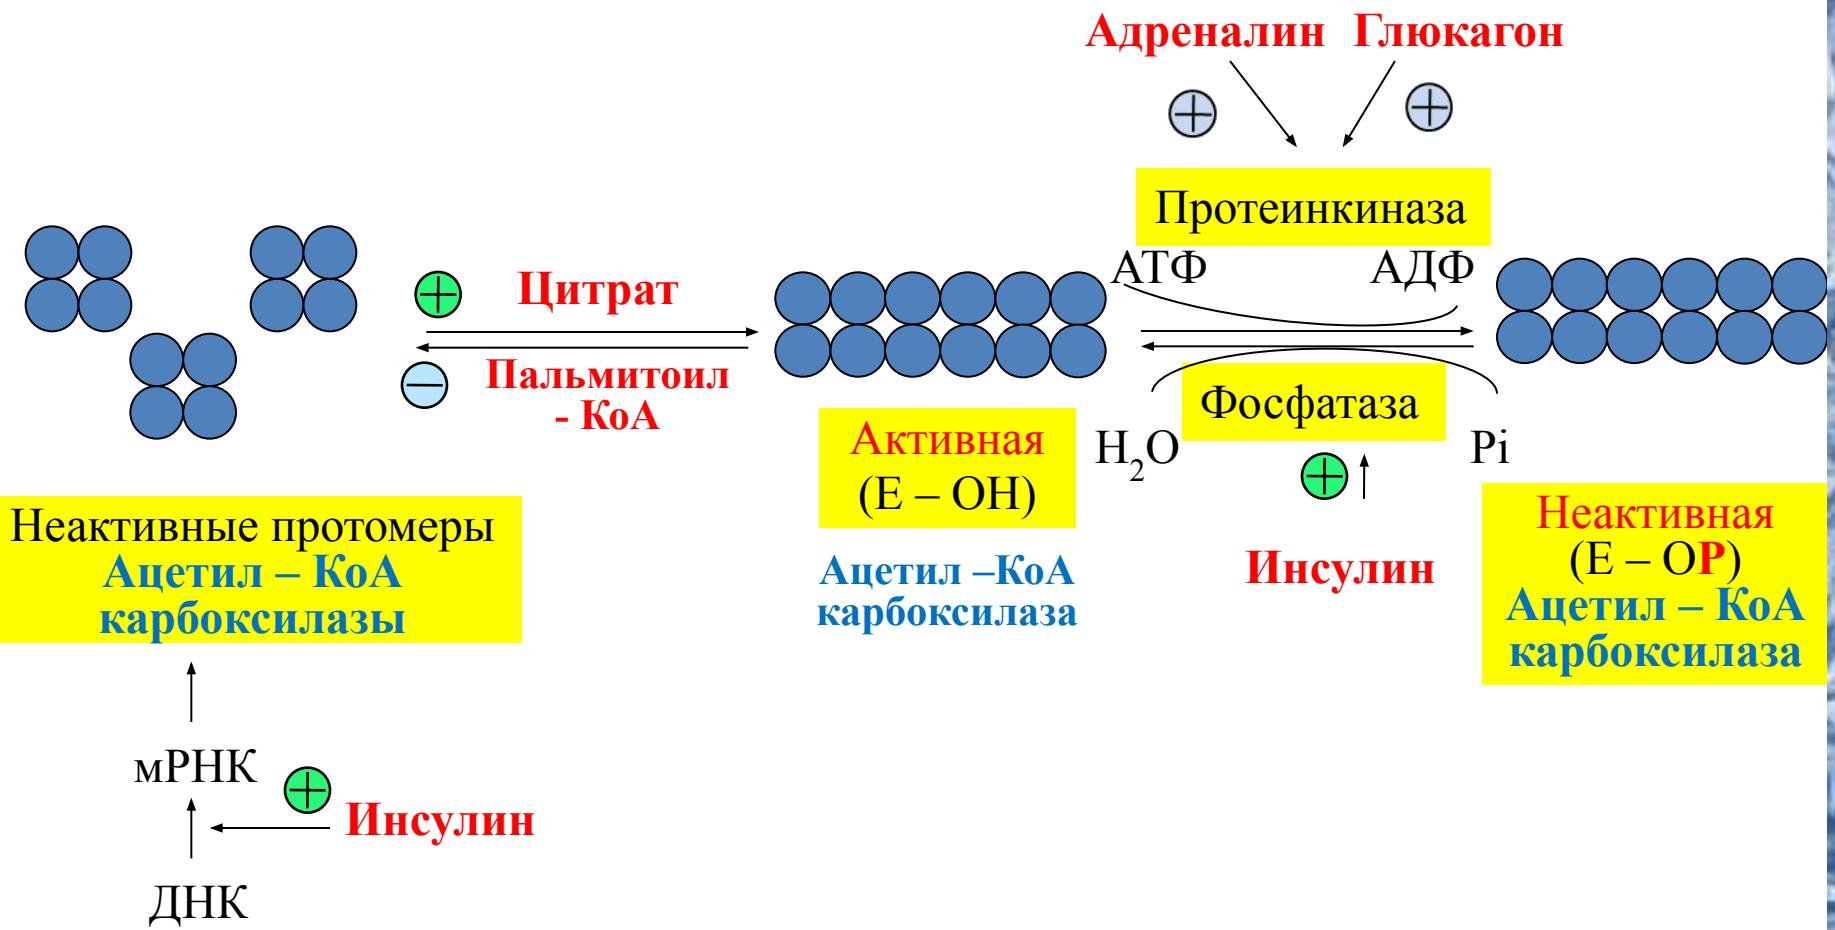 Адреналин Глюкагон
Протеинкиназа
АТФ АДФ
Цитрат
Пальмитоил
- КоА
Фосфатаза
H2O Pi
Активная
(E – OH)
Ацетил –КоА
карбоксилаза
Инсулин
Неактивная
(E – OP)
Ацетил – КоА
карбоксилаза
Неактивные протомеры
Ацетил – КоА
карбоксилазы
мРНК
Инсулин
ДНК